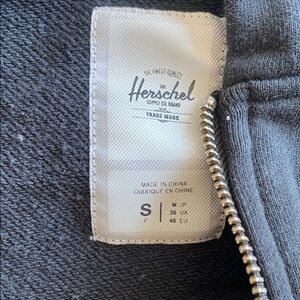 THE FINEST QUALITY
THE
Herschel
SUPPLY CO. BRAND
TRADE MARK
MADE IN CHINA
FABRIQUÉ EN CHINE
S M JP
36 UK
P 46 EU